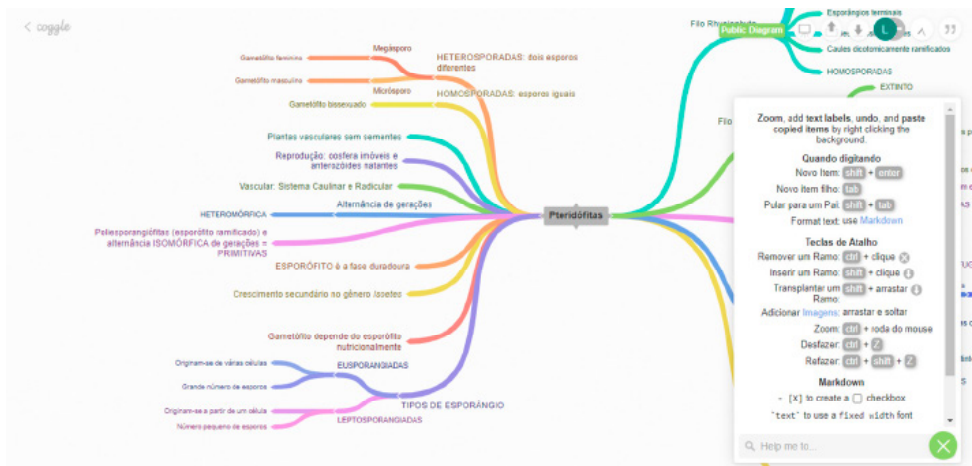 coggle
Megásporo
Gametófito feminino
HETEROSPORADAS: dois esporos
diferentes
Gametófito masculino
Micrósporo
HOMOSPORADAS: esporos iguais
Gametófito bissexuado
Plantas vasculares sem sementes
Reprodução: oosfera imóveis e
anterozóides natantes
Vascular: Sistema Caulinar e Radicular
Alternância de gerações
HETEROMÓRFICA
Poliesporangiófitas (esporófito ramificado) e
alternância ISOMÓRFICA de gerações =
PRIMITIVAS
ESPORÓFITO é a fase duradoura
Crescimento secundário no gênero Isoetes
Gametófito depende do esporófito
nutricionalmente
EUSPORANGIADAS
Originam-se de várias células
Grande número de esporos
TIPOS DE ESPORÂNGIO
Originam-se a partir de um célula
LEPTOSPORANGIADAS
Número pequeno de esporos
Pteridófitas
Filo
Public Diagram
L
Esporângios terminais
Caules dicotomicamente ramificados
HOMOSPORADAS
EXTINTO
Filo
Zoom, add text labels, undo, and paste
copied items by right clicking the
background.
Quando digitando
Novo Item: shift + enter
Novo item filho: tab
Pular para um Pai: shift + tab
Format text: use Markdown
Teclas de Atalho
Remover um Ramo: ctrl + clique
Inserir um Ramo: shift + clique
Transplantar um shift + arrastar
Ramo:
Adicionar Imagens: arrastar e soltar
Zoom: ctrl + roda do mouse
Desfazer: ctrl + Z
Refazer: ctrl + shift + Z
Markdown
- [X] to create a checkbox
`text` to use a fixed width font
Help me to...